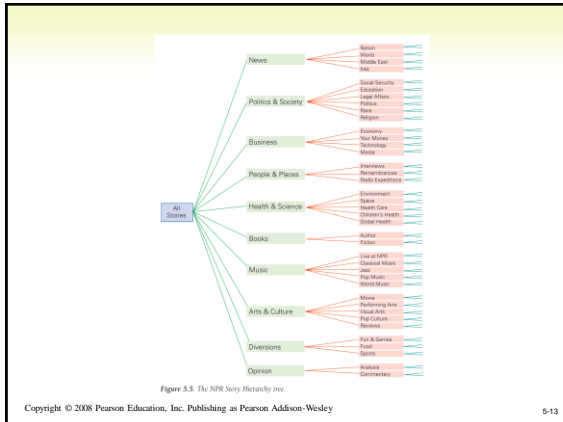 News
Nation
World
Middle East
Iraq
Politics & Society
Social Security
Education
Legal Affairs
Politics
Race
Religion
Business
Economy
Your Money
Technology
Media
People & Places
Interviews
Remembrances
Radio Expeditions
All
Stories
Health & Science
Environment
Space
Health Care
Children's Health
Global Health
Books
Author
Fiction
Music
Live at NPR
Classical Music
Jazz
Pop Music
World Music
Arts & Culture
Movie
Performing Arts
Visual Arts
Pop Culture
Reviews
Diversions
Fun & Games
Food
Sports
Opinion
Analysis
Commentary
Figure 5.5. The NPR Story Hierarchy tree.
Copyright © 2008 Pearson Education, Inc. Publishing as Pearson Addison-Wesley
5-13